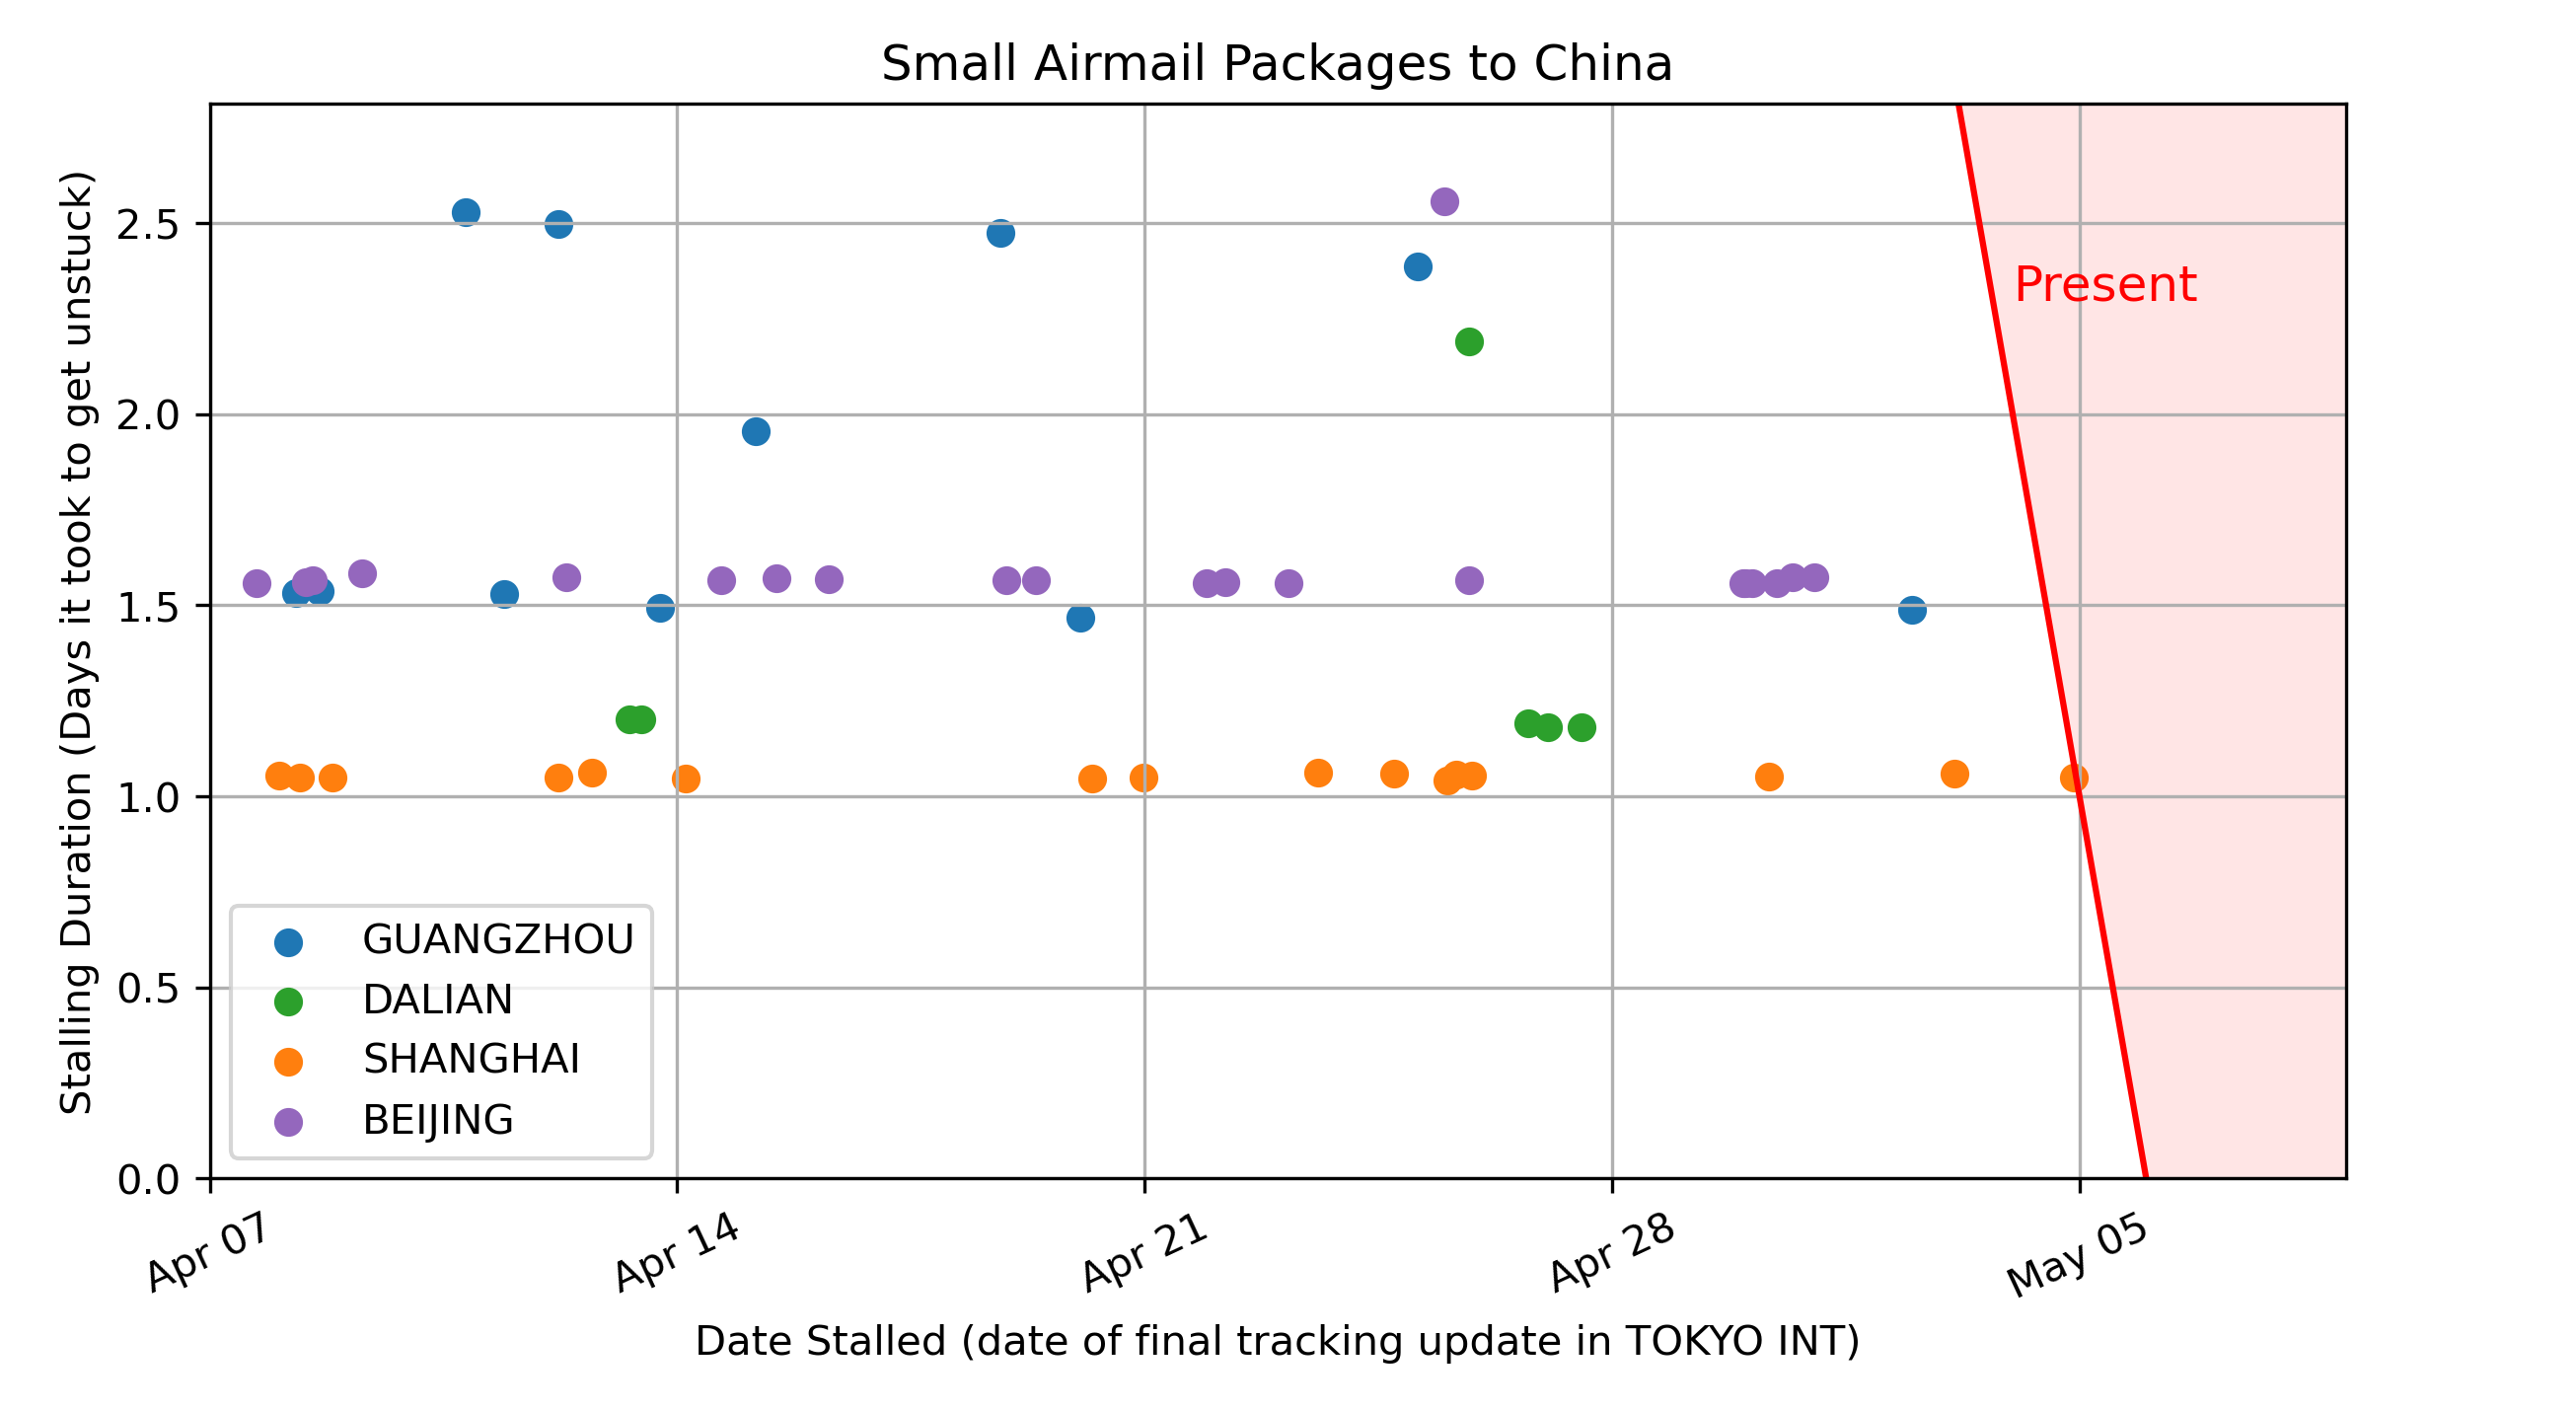 Small Airmail Packages to China
Stalling Duration (Days it took to get unstuck)
2.5
2.0
1.5
1.0
0.5
0.0
Present
GUANGZHOU
DALIAN
SHANGHAI
BEIJING
Apr 07
Apr 14
Apr 21
Apr 28
May 05
Date Stalled (date of final tracking update in TOKYO INT)